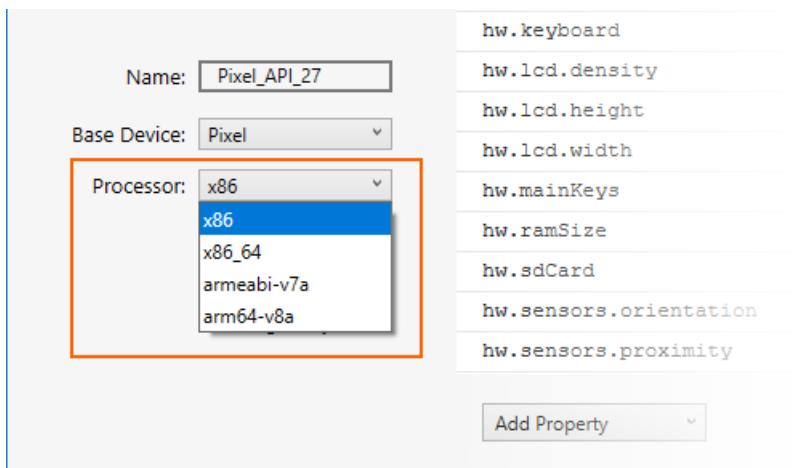 Name: Pixel_API_27
Base Device: Pixel
Processor: x86
x86
x86_64
armeabi-v7a
arm64-v8a
hw.keyboard
hw.lcd.density
hw.lcd.height
hw.lcd.width
hw.mainKeys
hw.ramSize
hw.sdCard
hw.sensors.orientation
hw.sensors.proximity
Add Property